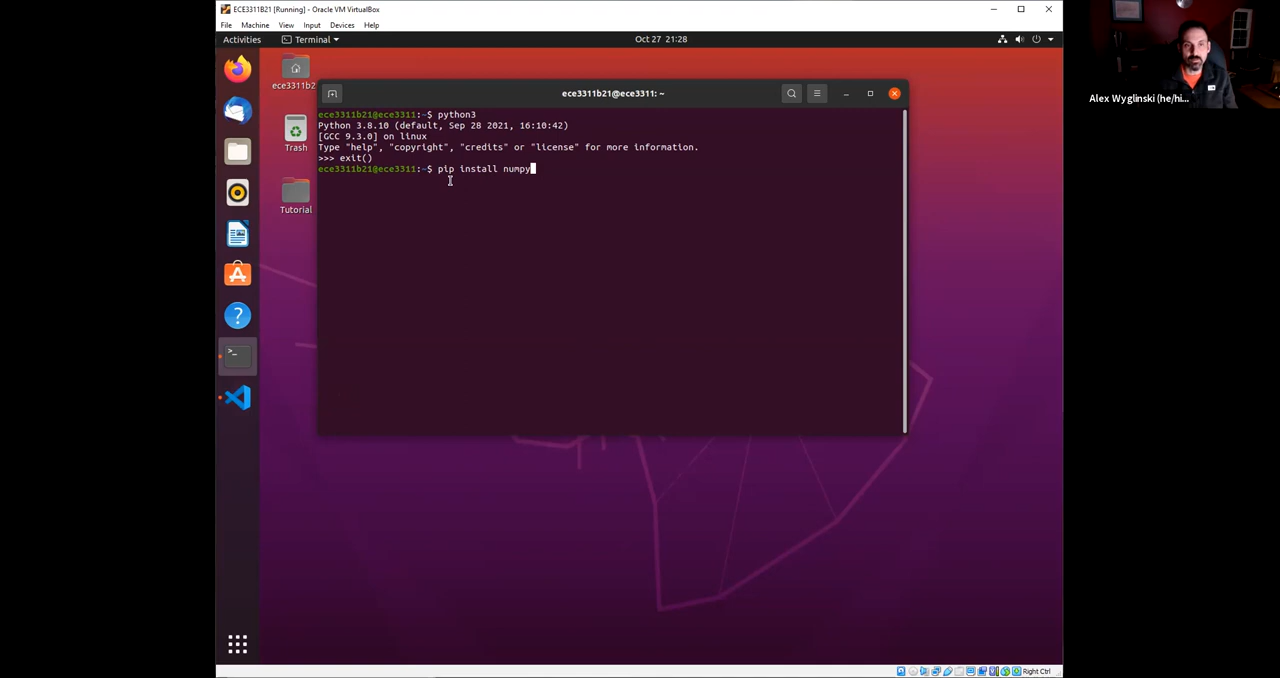 ECE3311B21 [Running] - Oracle VM VirtualBox
File Machine View Input Devices Help
Activities Terminal Oct 27 21:28
ece3311b2
Trash
Tutorial
ece3311b21@ece3311: ~
ece3311b21@ece3311:~$ python3
Python 3.8.10 (default, Sep 28 2021, 16:10:42)
[GCC 9.3.0] on linux
Type "help", "copyright", "credits" or "license" for more information.
>>> exit()
ece3311b21@ece3311:~$ pip install numpy
Alex Wyglinski (he/hi...
Right Ctrl